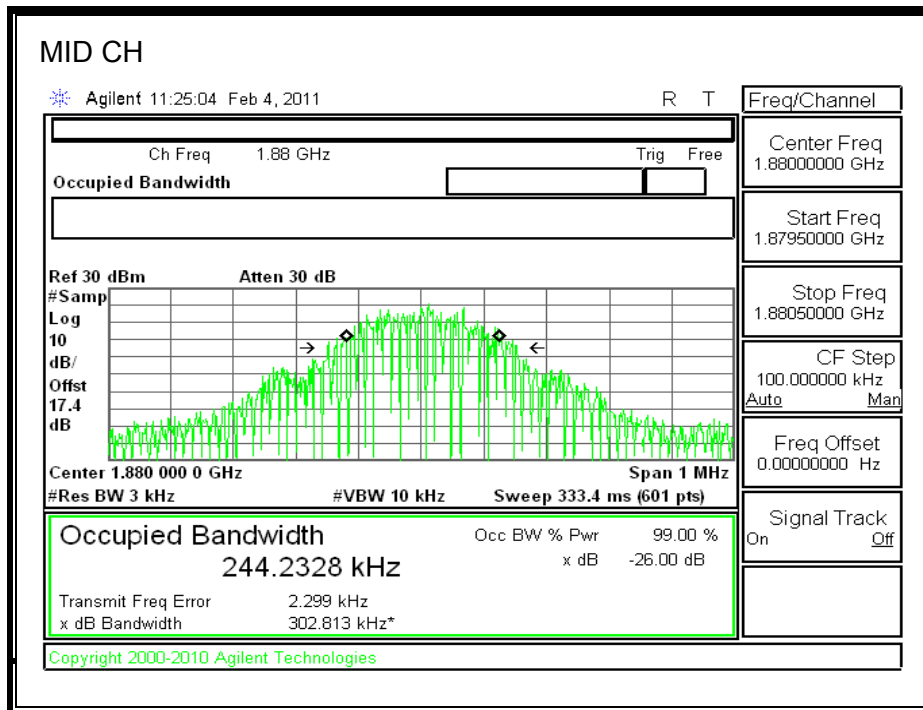 MID CH
Agilent 11:25:04 Feb 4, 2011 R T
Freq/Channel
Ch Freq 1.88 GHz Trig Free
Occupied Bandwidth
Center Freq
1.88000000 GHz
Start Freq
1.87950000 GHz
Stop Freq
1.88050000 GHz
CF Step
100.000000 kHz
Auto Man
Freq Offset
0.00000000 Hz
Signal Track
On Off
Ref 30 dBm Atten 30 dB
#Samp
Log
10
dB/
Offst
17.4
dB
Center 1.880 000 0 GHz Span 1 MHz
#Res BW 3 kHz #VBW 10 kHz Sweep 333.4 ms (601 pts)
Occupied Bandwidth Occ BW % Pwr 99.00 %
244.2328 kHz x dB -26.00 dB
Transmit Freq Error 2.299 kHz
x dB Bandwidth 302.813 kHz*
Copyright 2000-2010 Agilent Technologies